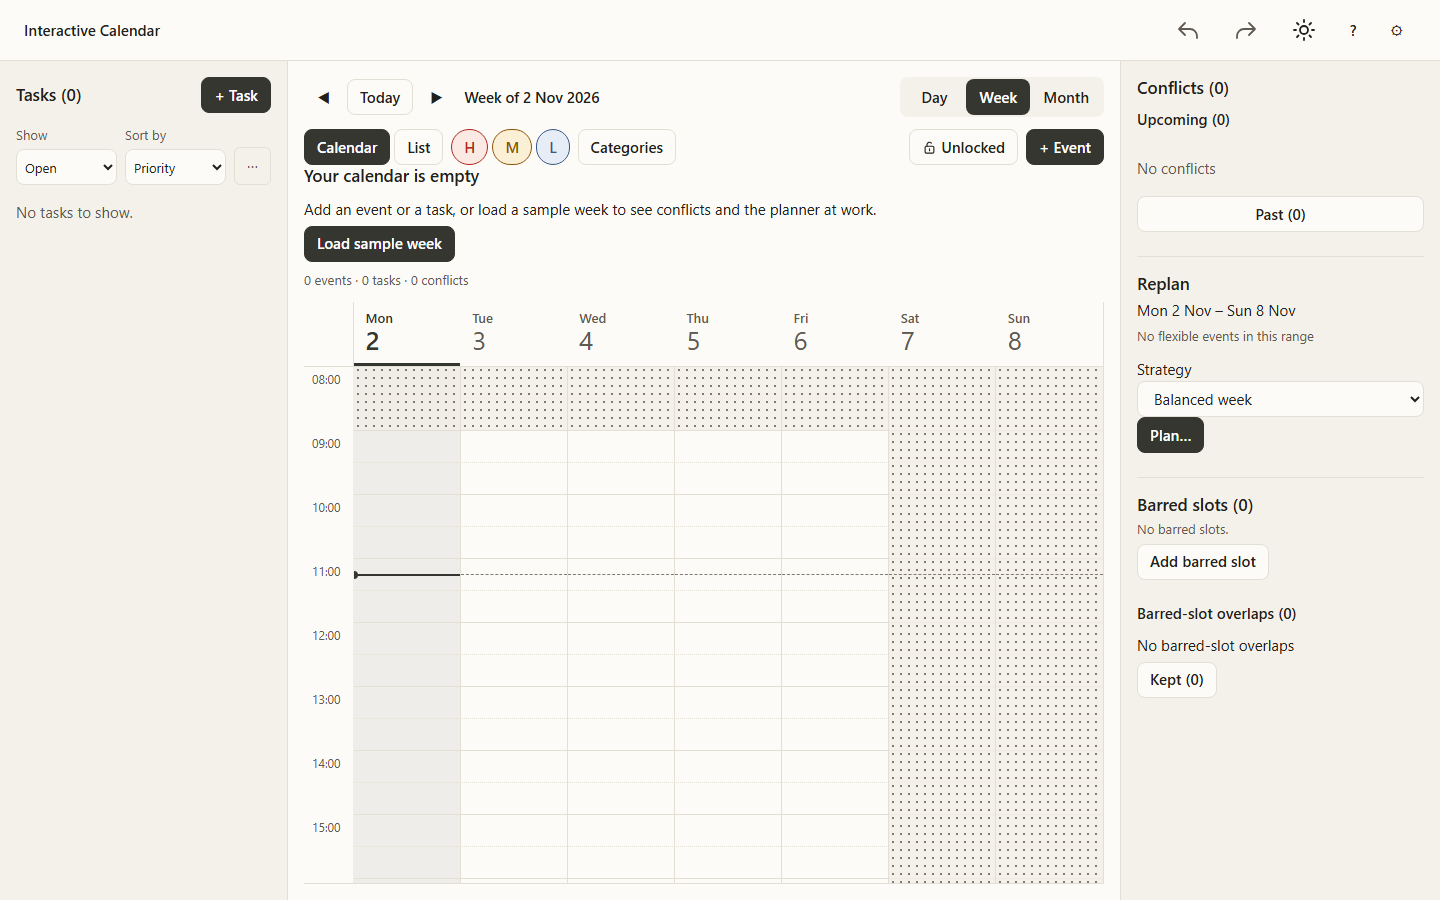 Interactive Calendar
?
Tasks (0)
+ Task
Show
Sort by
Open
Priority
...
No tasks to show.
Today
Week of 2 Nov 2026
Day
Week
Month
Calendar
List
H
M
L
Categories
Unlocked
+ Event
Your calendar is empty
Add an event or a task, or load a sample week to see conflicts and the planner at work.
Load sample week
0 events · 0 tasks · 0 conflicts
Mon
2
Tue
3
Wed
4
Thu
5
Fri
6
Sat
7
Sun
8
08:00
09:00
10:00
11:00
12:00
13:00
14:00
15:00
Conflicts (0)
Upcoming (0)
No conflicts
Past (0)
Replan
Mon 2 Nov – Sun 8 Nov
No flexible events in this range
Strategy
Balanced week
Plan...
Barred slots (0)
No barred slots.
Add barred slot
Barred-slot overlaps (0)
No barred-slot overlaps
Kept (0)